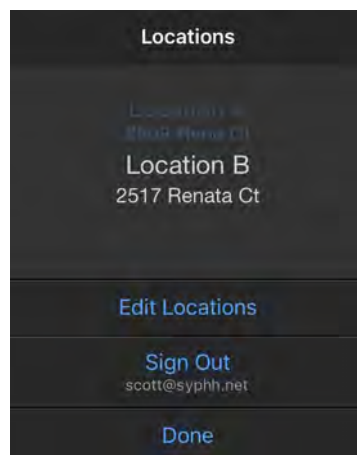 Locations
Location B
2517 Renata Ct
Edit Locations
Sign Out
scott@syphh.net
Done